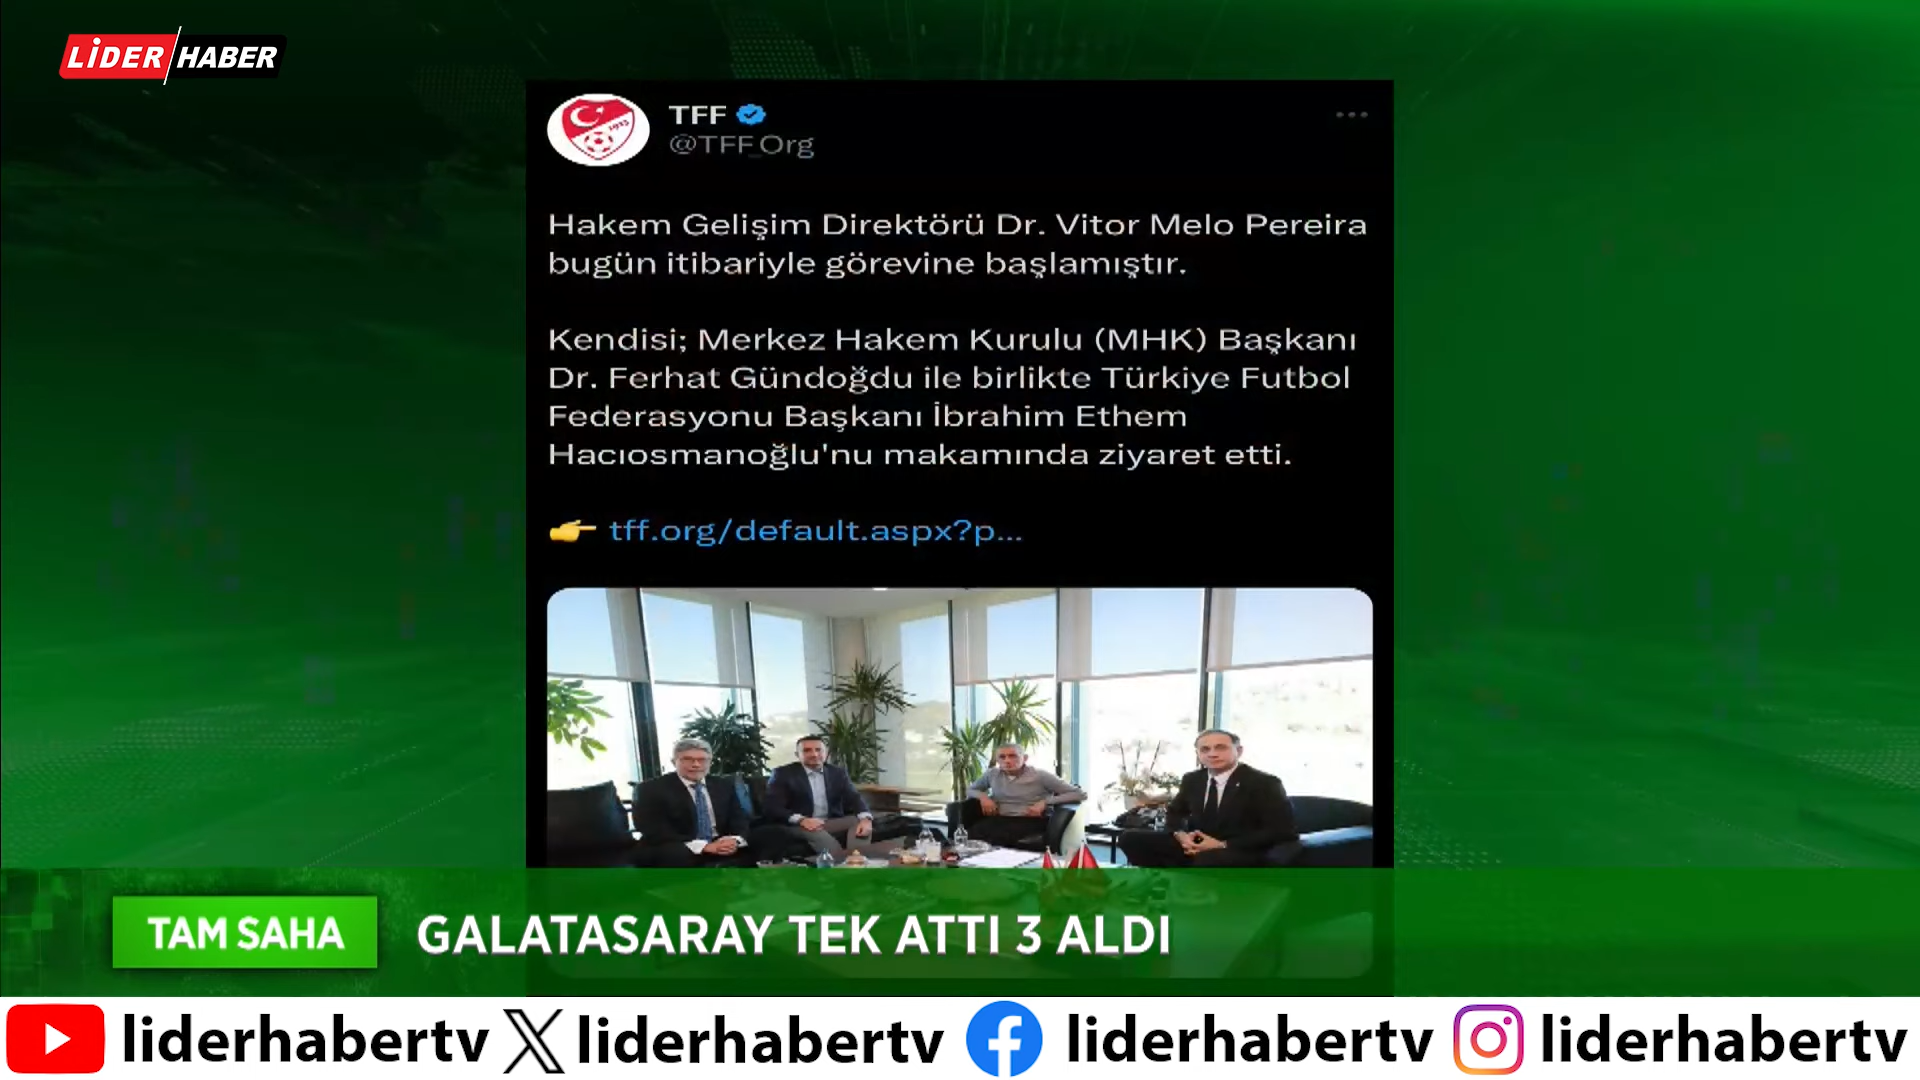 LİDER HABER
TFF
@TFF_Org
Hakem Gelişim Direktörü Dr. Vitor Melo Pereira
bugün itibariyle görevine başlamıştır.
Kendisi; Merkez Hakem Kurulu (MHK) Başkanı
Dr. Ferhat Gündoğdu ile birlikte Türkiye Futbol
Federasyonu Başkanı İbrahim Ethem
Hacıosmanoğlu'nu makamında ziyaret etti.
👉 tff.org/default.aspx?p...
TAM SAHA
GALATASARAY TEK ATTI 3 ALDI
liderhabertv liderhabertv liderhabertv liderhabertv